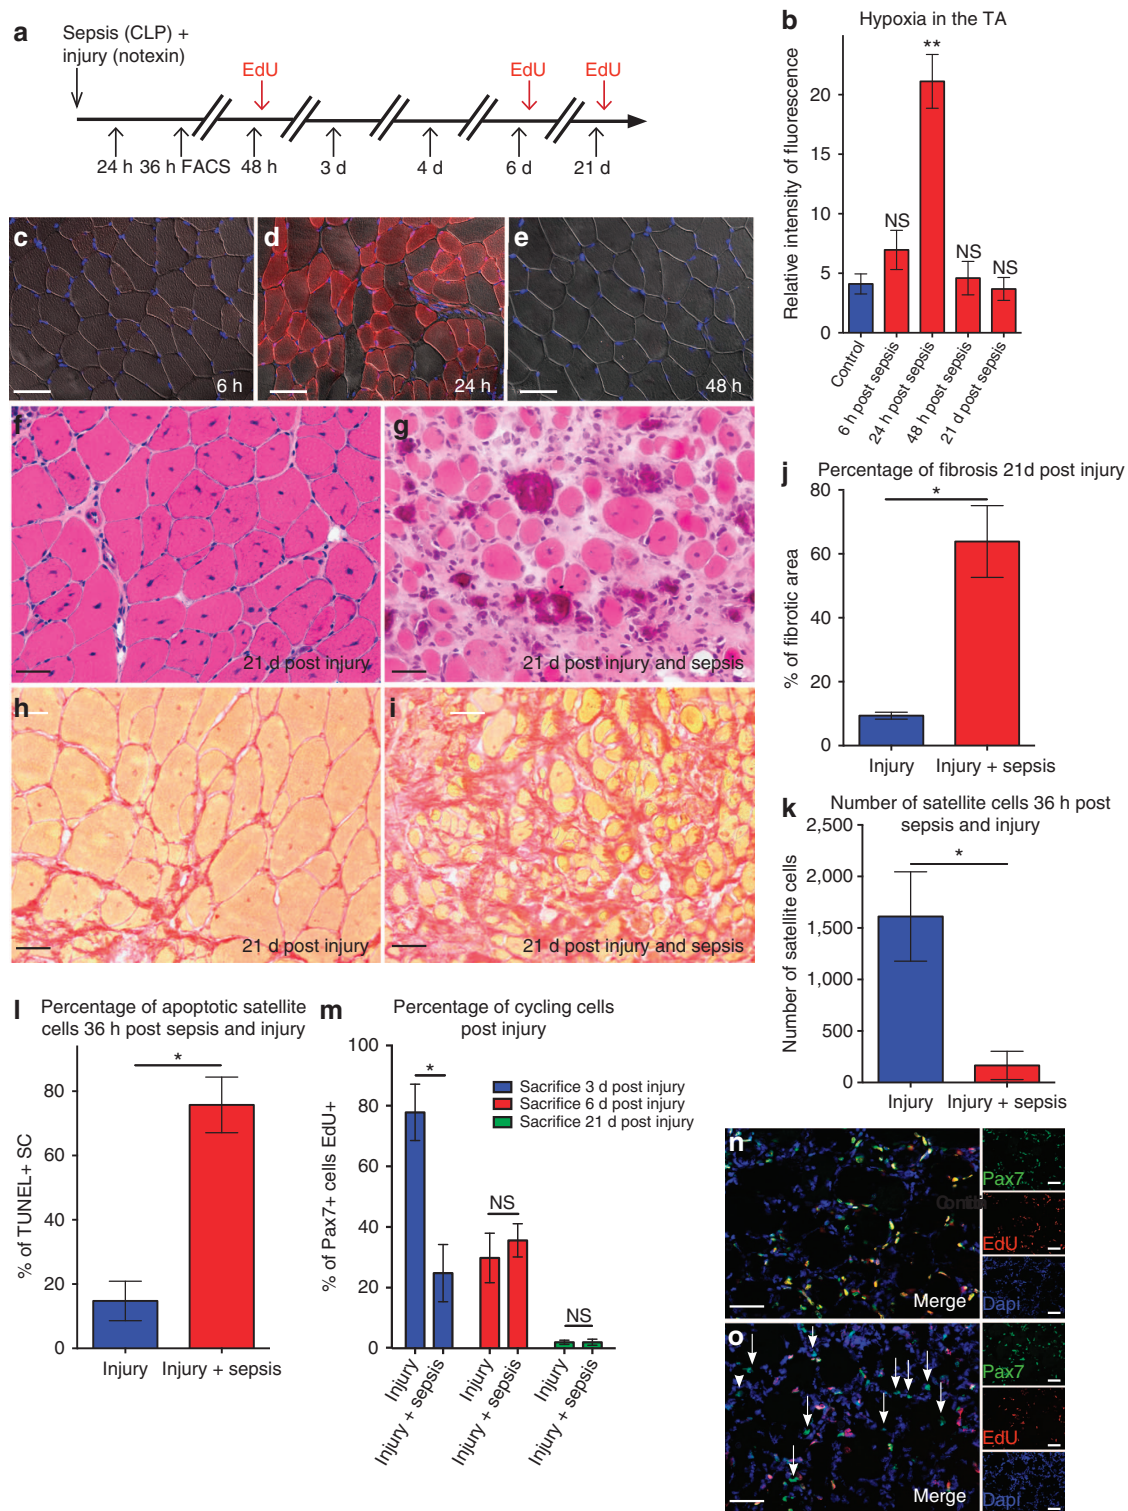 a
Sepsis (CLP) +
injury (notexin)
EdU
EdU
EdU
24 h
36 h FACS
48 h
3 d
4 d
6 d
21 d
b
Hypoxia in the TA
Relative intensity of fluorescence
20
15
10
5
0
**
NS
NS
NS
Control
6 h post sepsis
24 h post sepsis
48 h post sepsis
21 d post sepsis
c
6 h
d
24 h
e
48 h
f
21 d post injury
g
21 d post injury and sepsis
h
21 d post injury
i
21 d post injury and sepsis
j
Percentage of fibrosis 21d post injury
% of fibrotic area
80
60
40
20
0
*
Injury
Injury + sepsis
k
Number of satellite cells 36 h post
sepsis and injury
Number of satellite cells
2,500
2,000
1,500
1,000
500
0
*
Injury
Injury + sepsis
l
Percentage of apoptotic satellite
cells 36 h post sepsis and injury
% of TUNEL+ SC
80
60
40
20
0
*
Injury
Injury + sepsis
m
Percentage of cycling cells
post injury
% of Pax7+ cells EdU+
100
80
60
40
20
0
*
NS
NS
Sacrifice 3 d post injury
Sacrifice 6 d post injury
Sacrifice 21 d post injury
Injury
Injury + sepsis
Injury
Injury + sepsis
Injury
Injury + sepsis
n
Merge
Pax7
EdU
Dapi
o
Merge
Pax7
EdU
Dapi